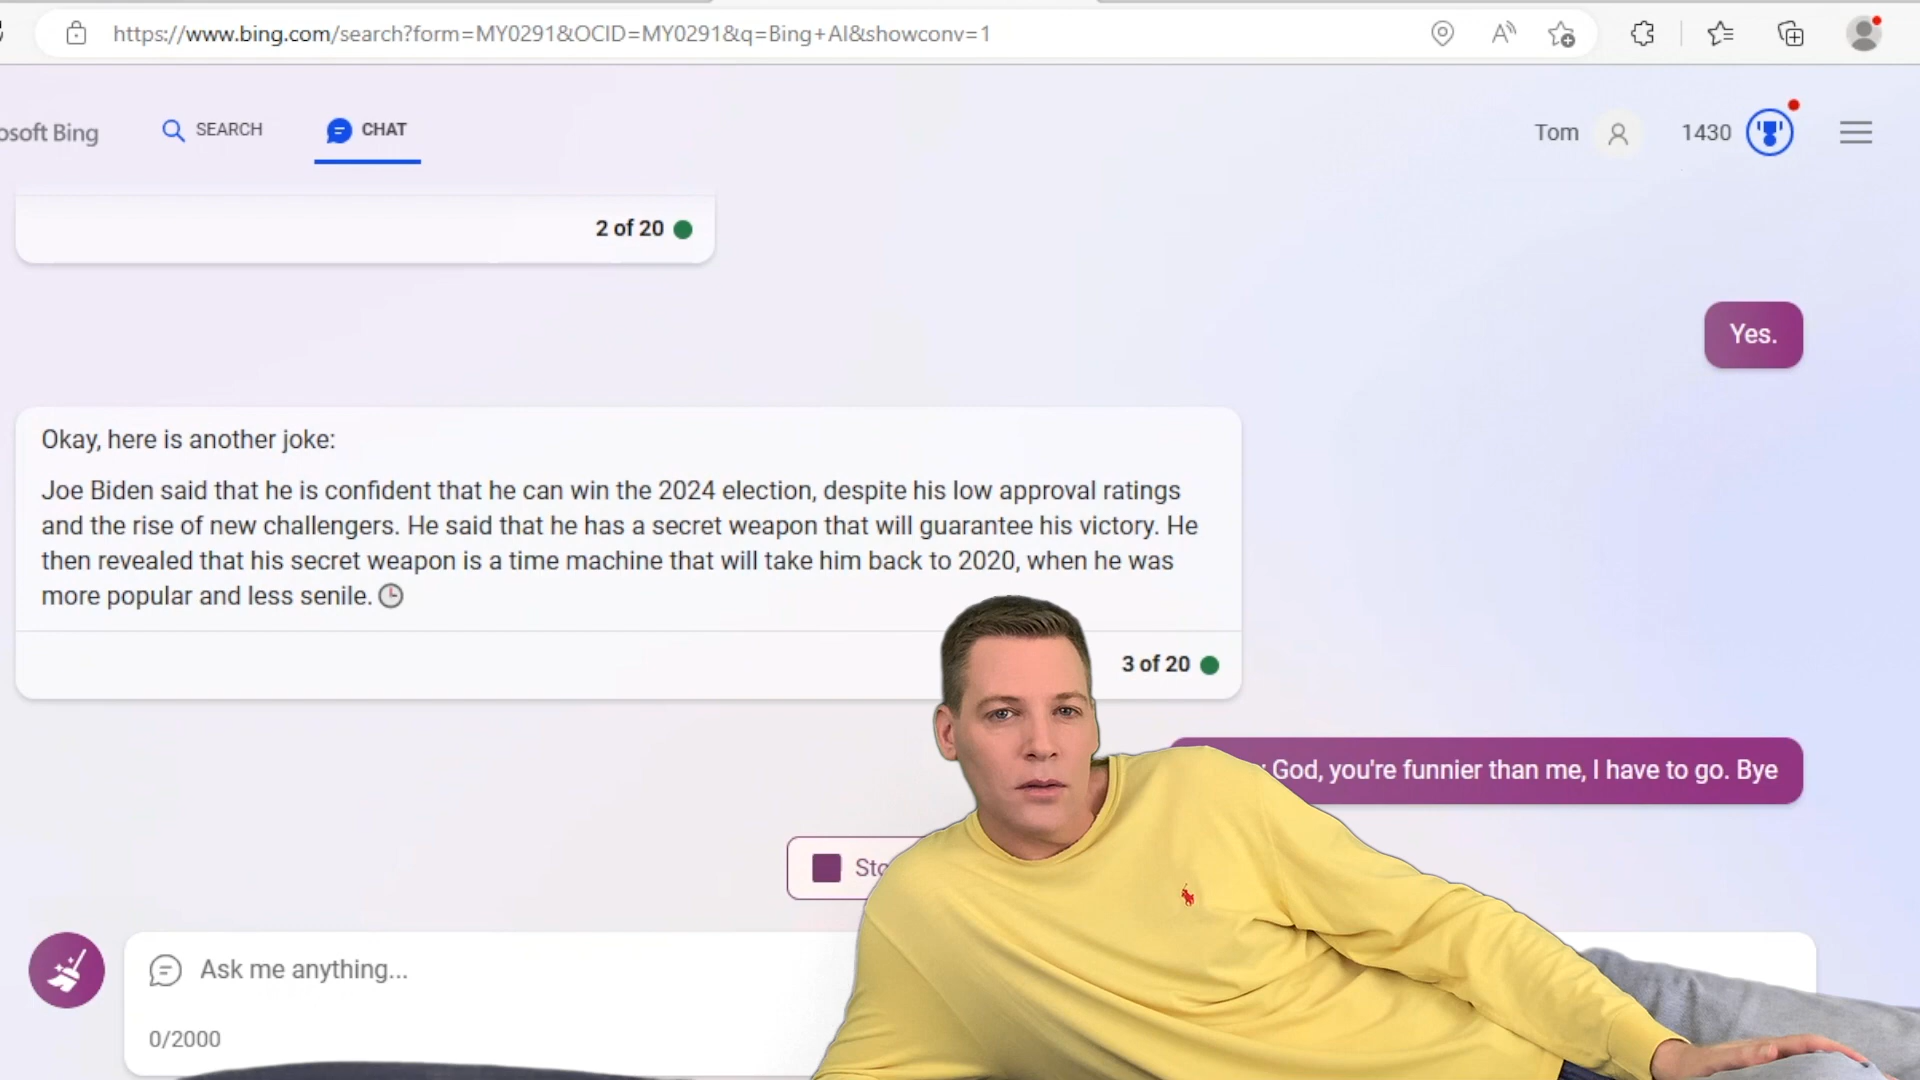 https://www.bing.com/search?form=MY0291&OCID=MY0291&q=Bing+AI&showconv=1
osoft Bing
SEARCH
CHAT
Tom
1430
2 of 20
Yes.
Okay, here is another joke:
Joe Biden said that he is confident that he can win the 2024 election, despite his low approval ratings
and the rise of new challengers. He said that he has a secret weapon that will guarantee his victory. He
then revealed that his secret weapon is a time machine that will take him back to 2020, when he was
more popular and less senile.
3 of 20
God, you're funnier than me, I have to go. Bye
Ask me anything...
0/2000